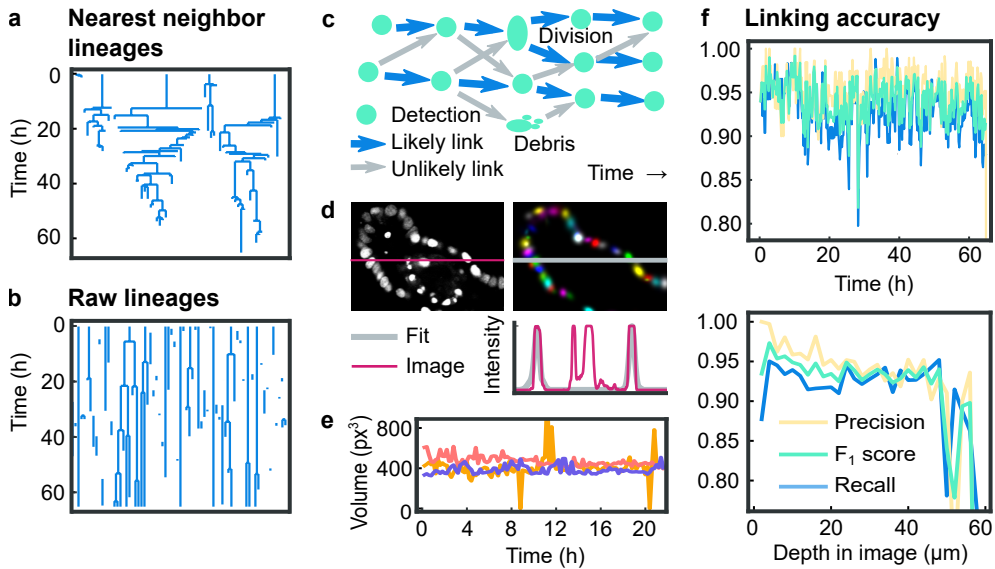 a Nearest neighbor
lineages
Time (h)
0
20
40
60
b Raw lineages
Time (h)
0
20
40
60
c
Division
Detection
Likely link
Unlikely link
Debris
Time →
d
Fit
Image
Intensity
e
Volume (px³)
800
400
0
0 4 8 12 16 20
Time (h)
f Linking accuracy
1.00
0.95
0.90
0.85
0.80
0 20 40 60
Time (h)
1.00
0.95
0.90
0.85
0.80
Precision
F₁ score
Recall
0 20 40 60
Depth in image (µm)